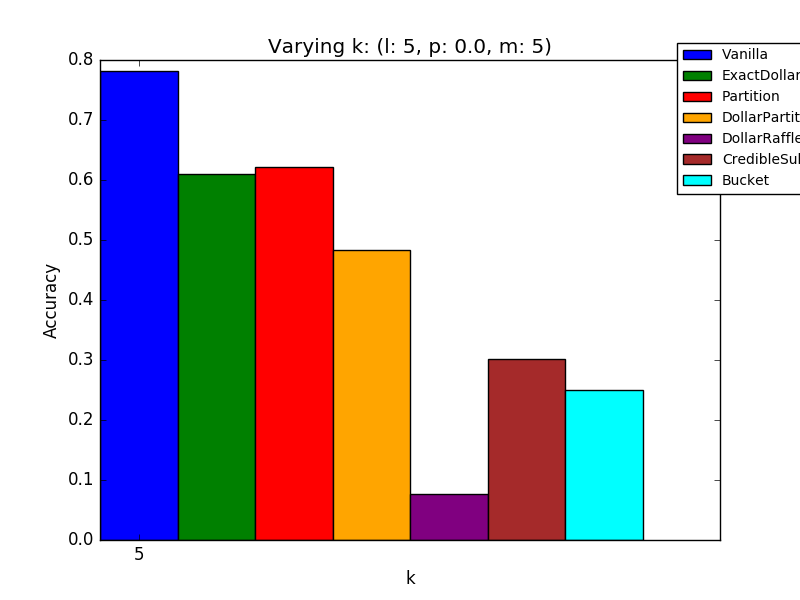 Varying k: (l: 5, p: 0.0, m: 5)
Vanilla
ExactDollar
Partition
DollarPartit
DollarRaffle
CredibleSu
Bucket
0.8
0.7
0.6
0.5
0.4
0.3
0.2
0.1
0.0
Accuracy
5
k